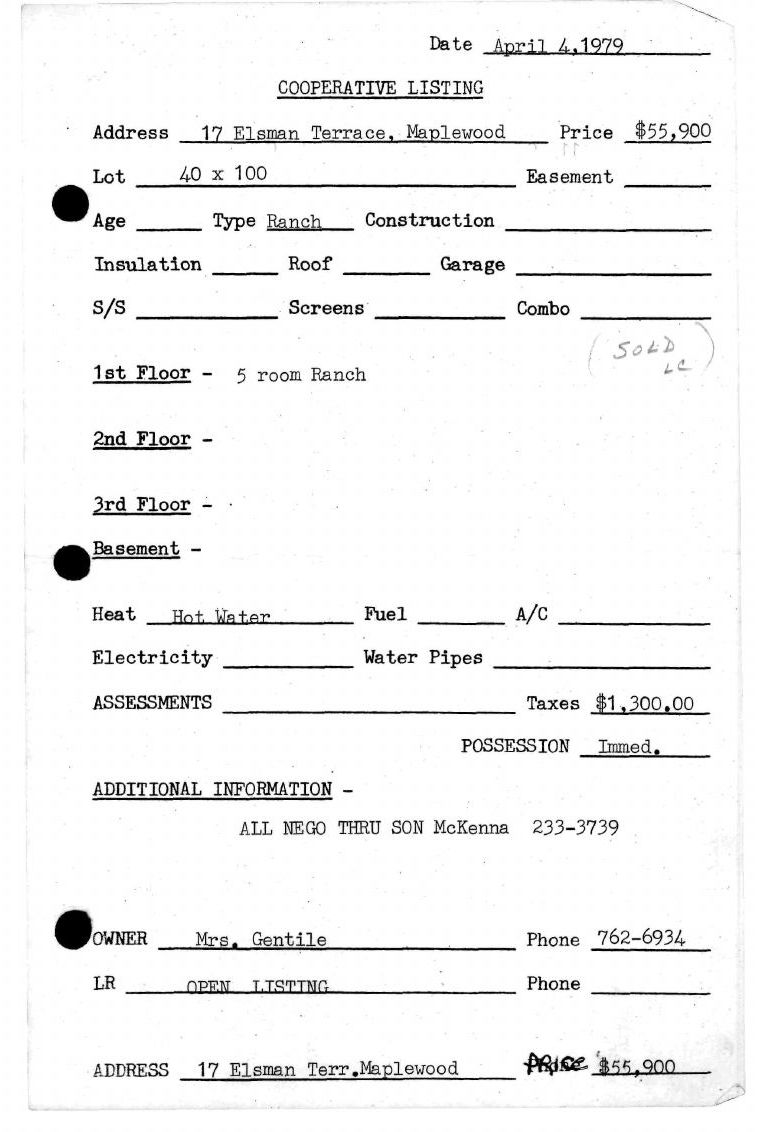 Date April 4,1979
COOPERATIVE LISTING
Address 17 Elsman Terrace, Maplewood Price $55,900
Lot 40 x 100 Easement
Age Type Ranch Construction
Insulation Roof Garage
S/S Screens Combo
(SOLD
LC)
1st Floor - 5 room Ranch
2nd Floor -
3rd Floor -
Basement -
Heat Hot Water Fuel A/C
Electricity Water Pipes
ASSESSMENTS Taxes $1,300.00
POSSESSION Immed.
ADDITIONAL INFORMATION -
ALL NEGO THRU SON McKenna 233-3739
OWNER Mrs. Gentile Phone 762-6934
LR OPEN LISTING Phone
ADDRESS 17 Elsman Terr.Maplewood PRICE $55,900